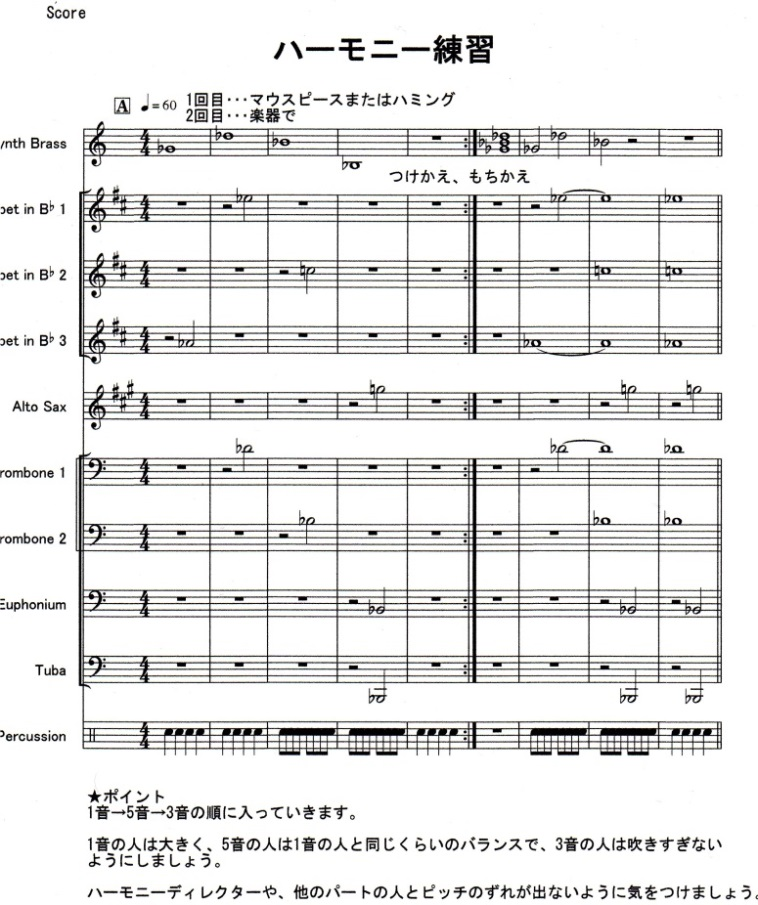 Score
ハーモニー練習
A ♩=60 1回目･･･マウスピースまたはハミング
2回目･･･楽器で
ynth Brass
つけかえ、もちかえ
pet in B♭ 1
pet in B♭ 2
pet in B♭ 3
Alto Sax
rombone 1
rombone 2
Euphonium
Tuba
Percussion
★ポイント
1音→5音→3音の順に入っていきます。
1音の人は大きく、5音の人は1音の人と同じくらいのバランスで、3音の人は吹きすぎない
ようにしましょう。
ハーモニーディレクターや、他のパートの人とピッチのずれが出ないように気をつけましょう。